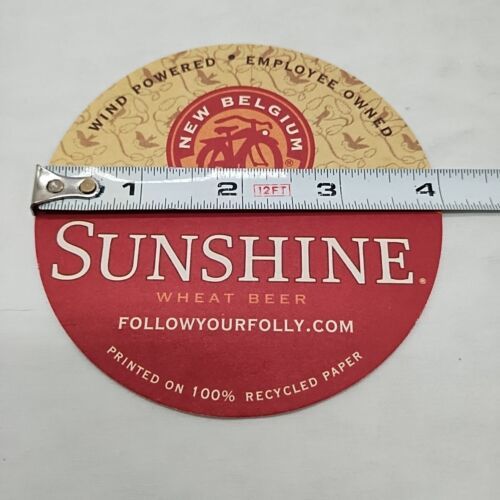 WIND POWERED • EMPLOYEE OWNED
NEW BELGIUM
®
1 2 12FT 3 4
SUNSHINE®
WHEAT BEER
FOLLOWYOURFOLLY.COM
PRINTED ON 100% RECYCLED PAPER